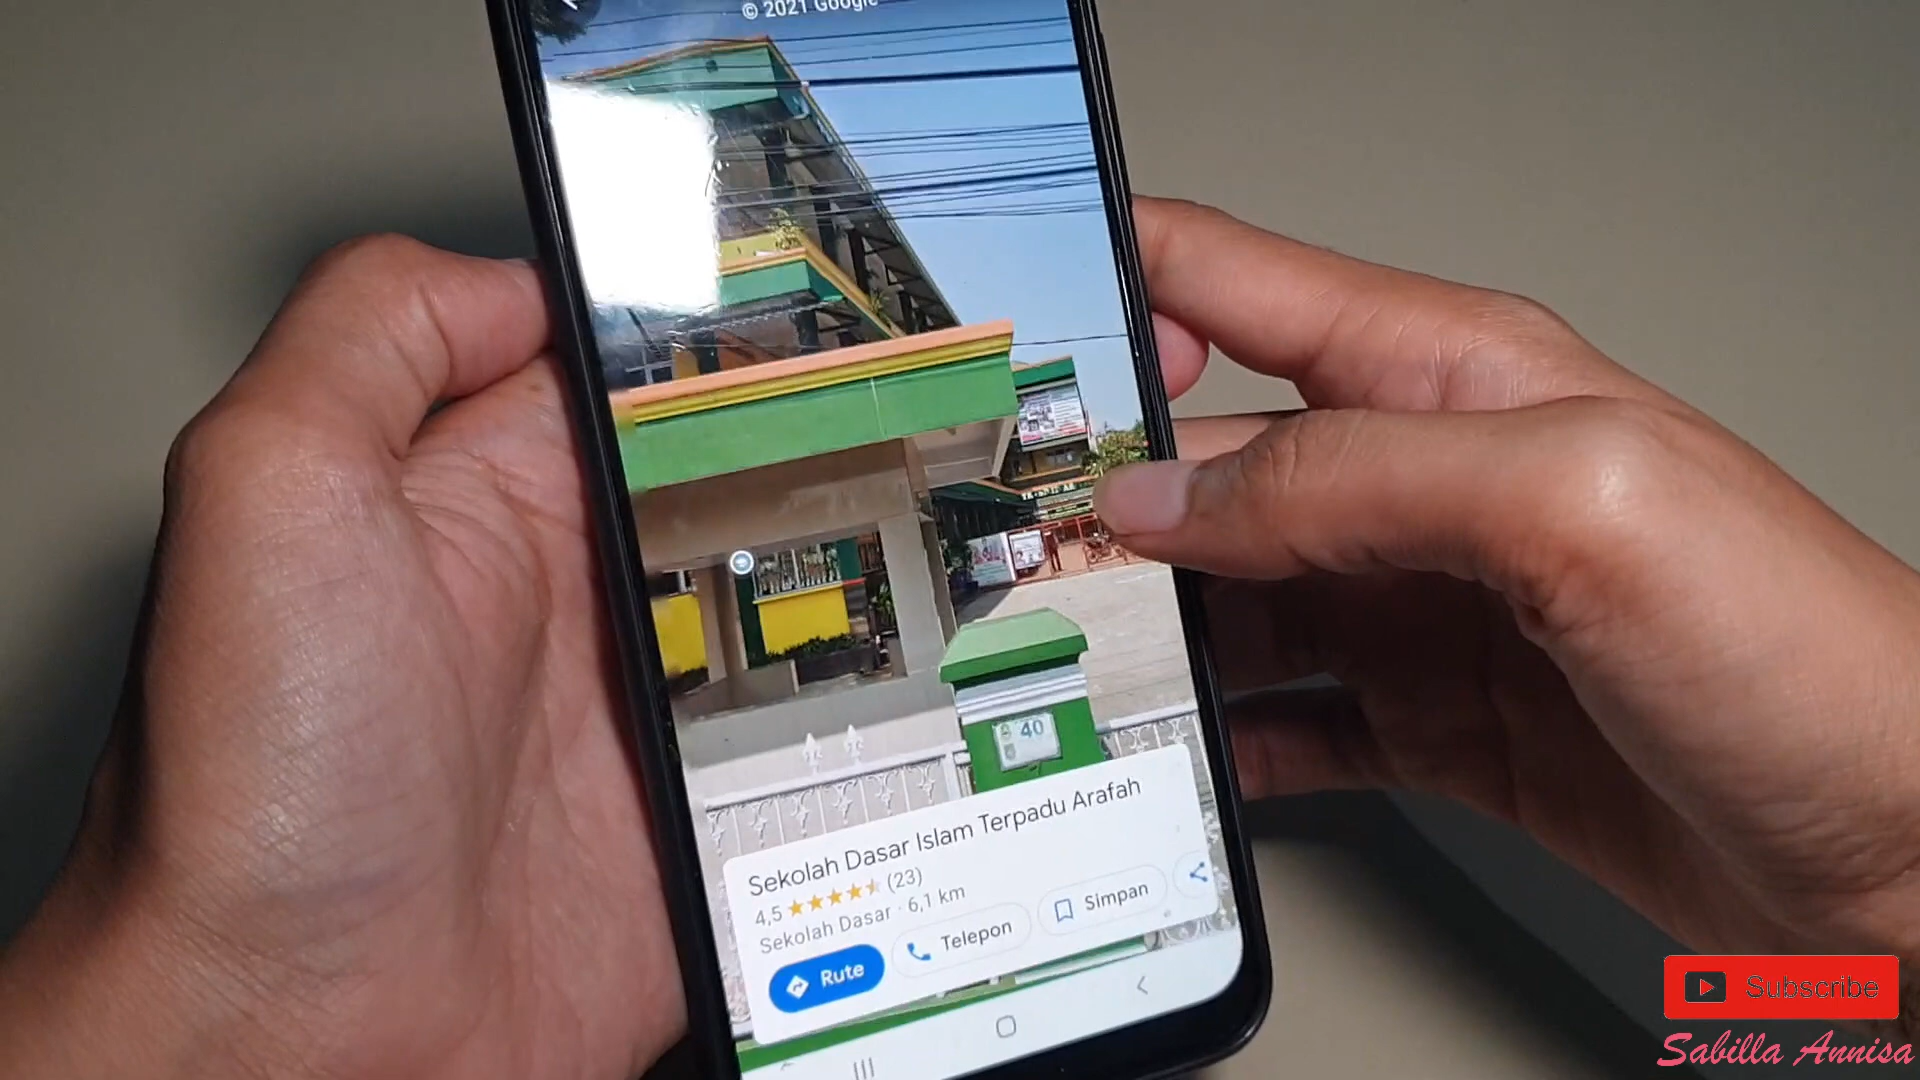 © 2021 Google
40
Sekolah Dasar Islam Terpadu Arafah
4,5 (23)
Sekolah Dasar · 6,1 km
Rute
Telepon
Simpan
Subscribe
Sabilla Annisa